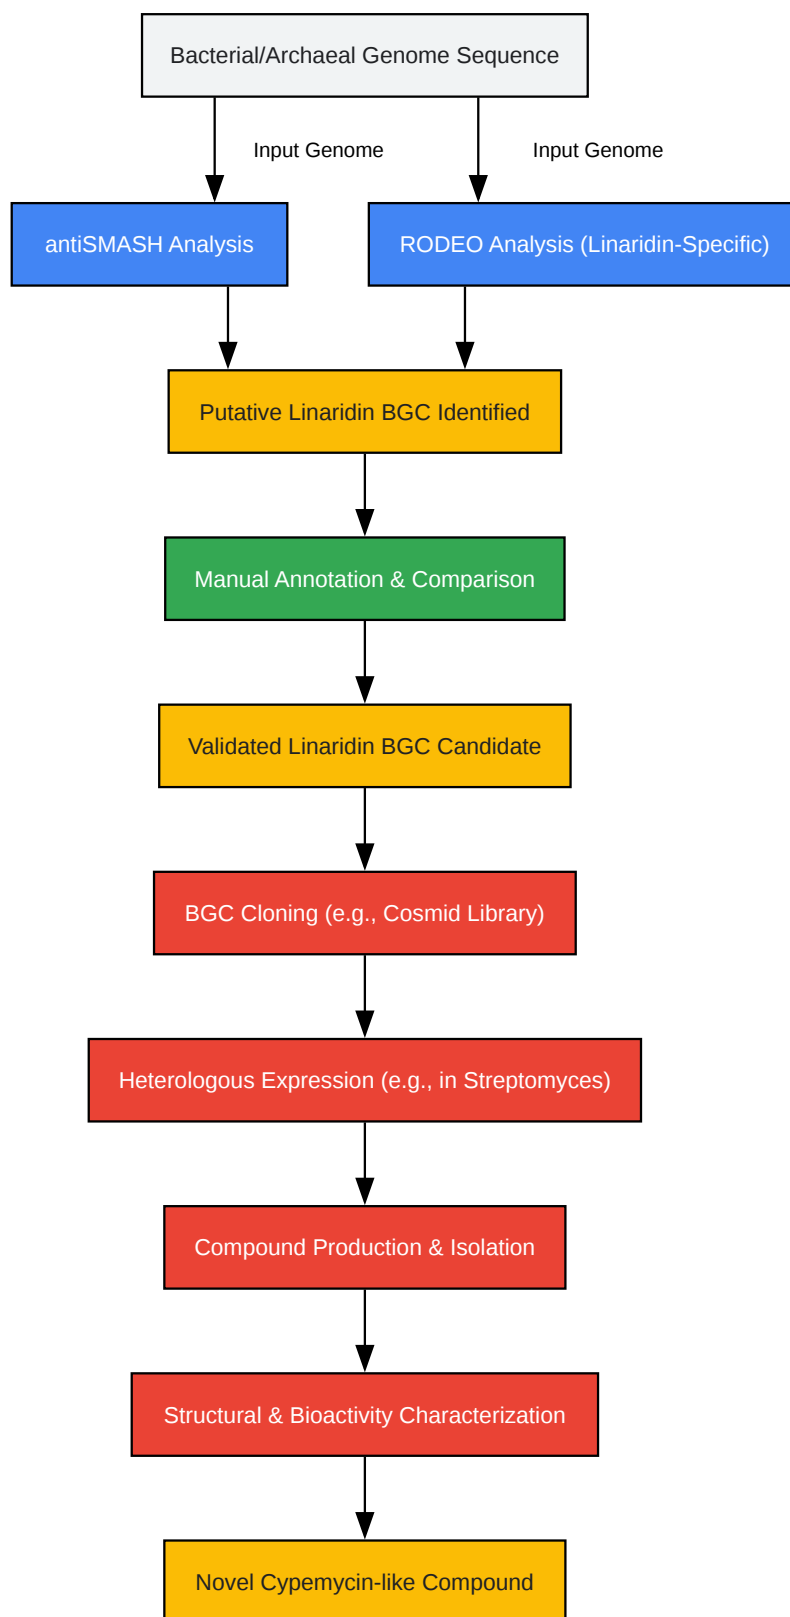 Bacterial/Archaeal Genome Sequence
Input Genome
Input Genome
antiSMASH Analysis
RODEO Analysis (Linaridin-Specific)
Putative Linaridin BGC Identified
Manual Annotation & Comparison
Validated Linaridin BGC Candidate
BGC Cloning (e.g., Cosmid Library)
Heterologous Expression (e.g., in Streptomyces)
Compound Production & Isolation
Structural & Bioactivity Characterization
Novel Cypemycin-like Compound